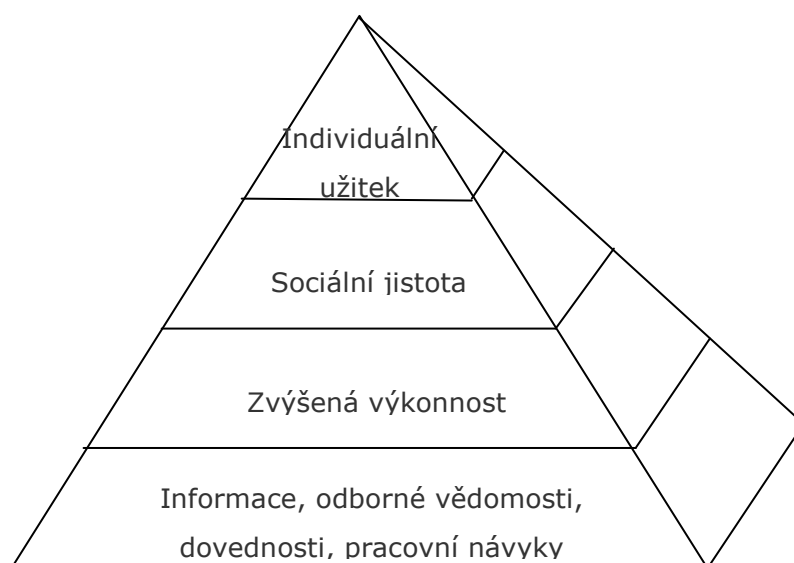 Individuální
užitek
Sociální jistota
Zvýšená výkonnost
Informace, odborné vědomosti,
dovednosti, pracovní návyky